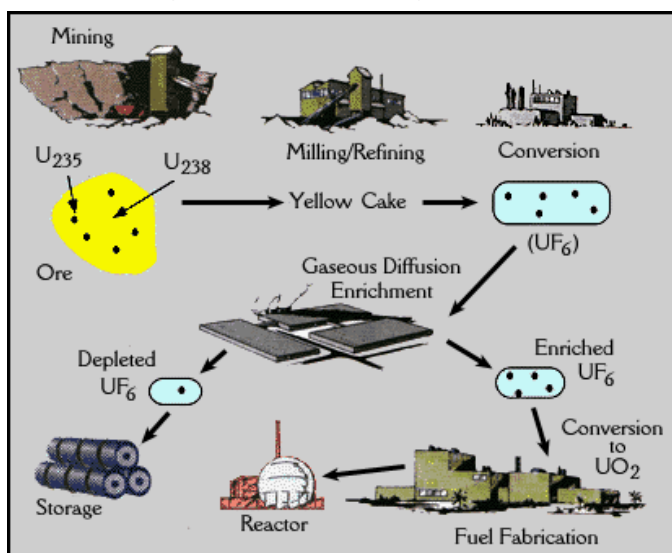 Mining
Milling/Refining
Conversion
U235
U238
Yellow Cake
(UF6)
Ore
Gaseous Diffusion
Enrichment
Depleted
UF6
Enriched
UF6
Conversion
to
UO2
Storage
Reactor
Fuel Fabrication